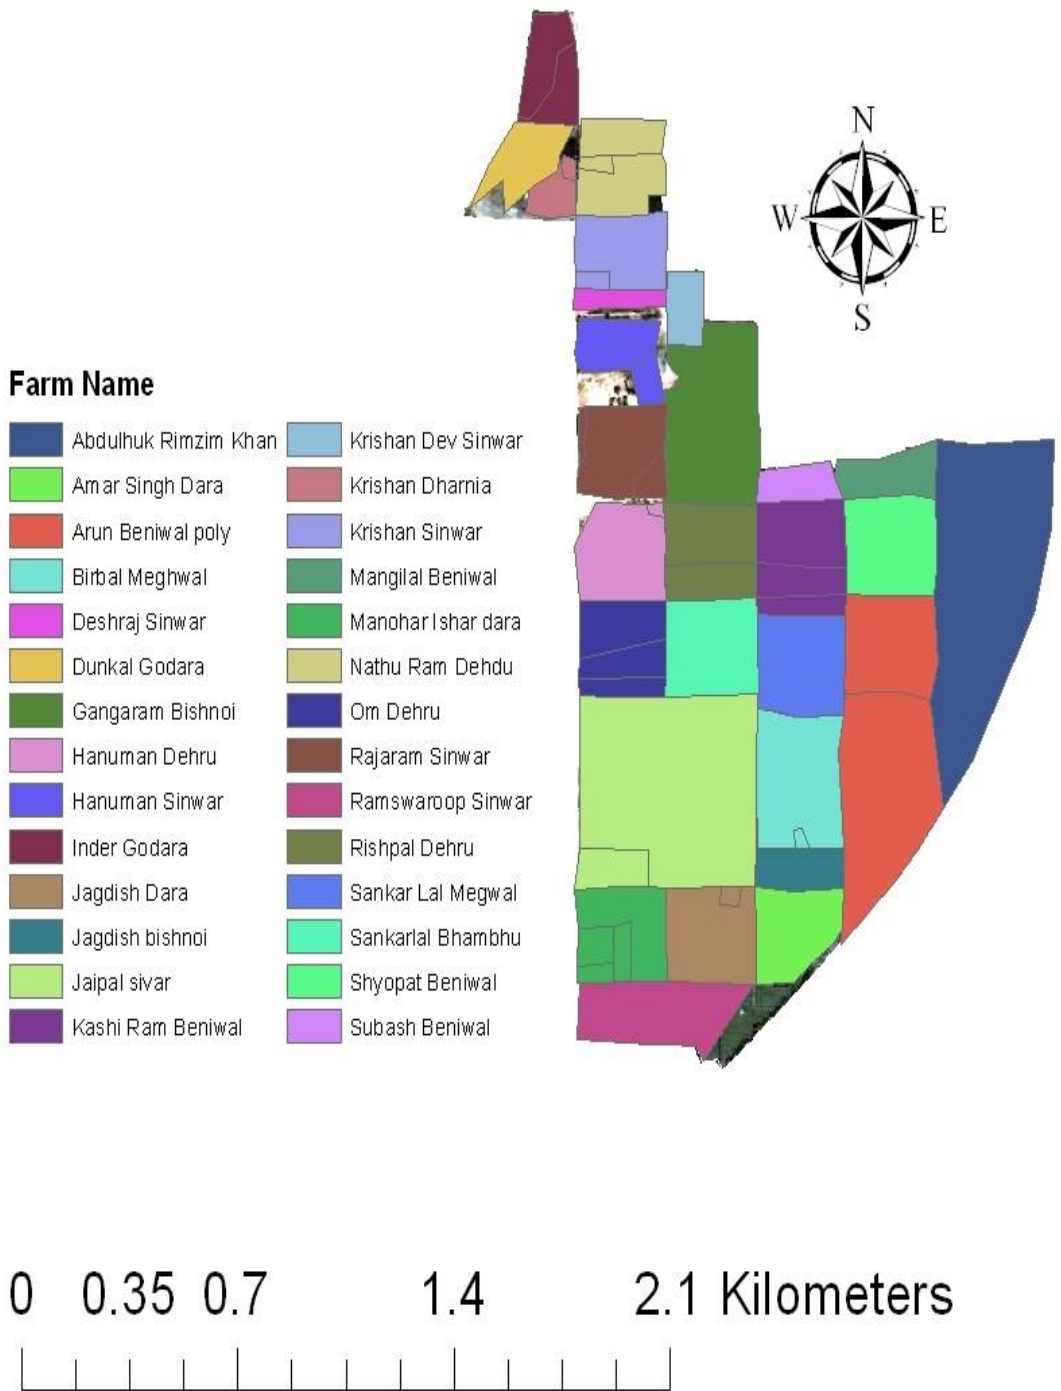 N
W E
S
Farm Name
Abdulhuk Rimzim Khan
Amar Singh Dara
Arun Beniwal poly
Birbal Meghwal
Deshraj Sinwar
Dunkal Godara
Gangaram Bishnoi
Hanuman Dehru
Hanuman Sinwar
Inder Godara
Jagdish Dara
Jagdish bishnoi
Jaipal sivar
Kashi Ram Beniwal
Krishan Dev Sinwar
Krishan Dharnia
Krishan Sinwar
Mangilal Beniwal
Manohar Ishar dara
Nathu Ram Dehdu
Om Dehru
Rajaram Sinwar
Ramswaroop Sinwar
Rishpal Dehru
Sankar Lal Megwal
Sankarlal Bhambhu
Shyopat Beniwal
Subash Beniwal
0 0.35 0.7 1.4 2.1 Kilometers